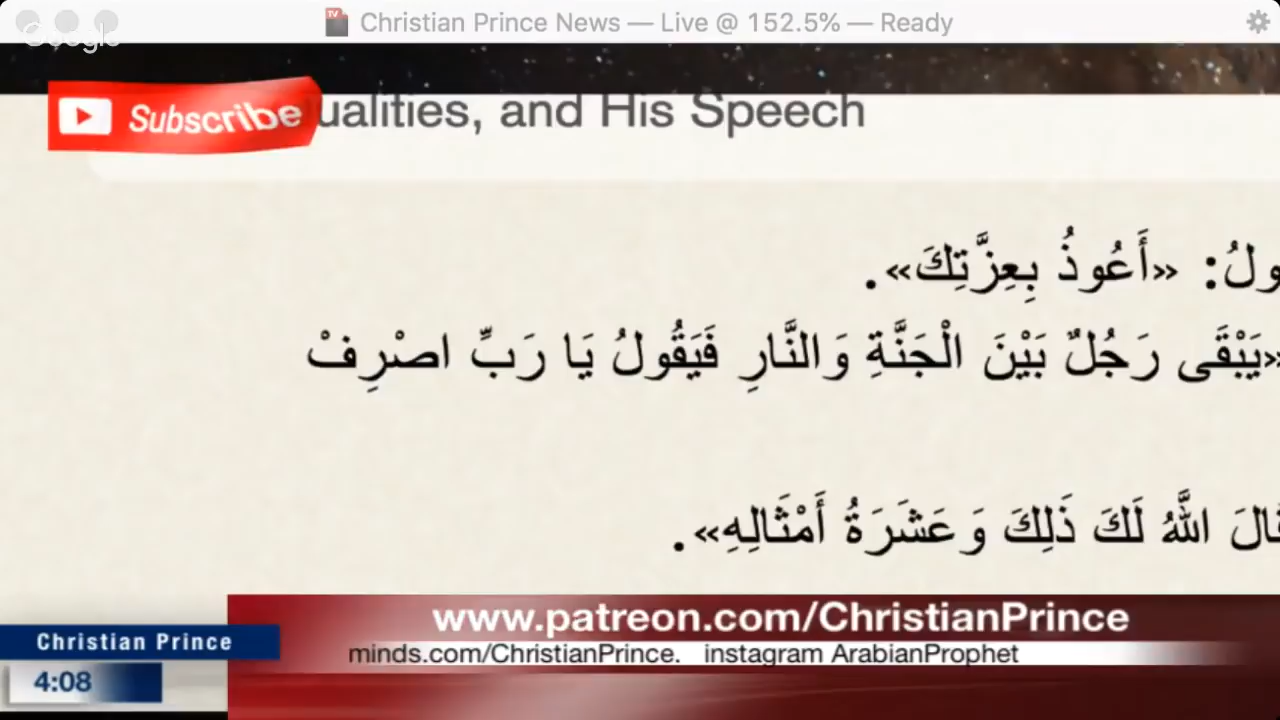 Christian Prince News — Live @ 152.5% — Ready
Google
Subscribe
ualities, and His Speech
ولُ: «أَعُوذُ بِعِزَّتِكَ».
«يَبْقَى رَجُلٌ بَيْنَ الْجَنَّةِ وَالنَّارِ فَيَقُولُ يَا رَبِّ اصْرِفْ
قَالَ اللَّهُ لَكَ ذَلِكَ وَعَشَرَةُ أَمْثَالِهِ».
www.patreon.com/ChristianPrince
Christian Prince
minds.com/ChristianPrince. instagram ArabianProphet
4:08